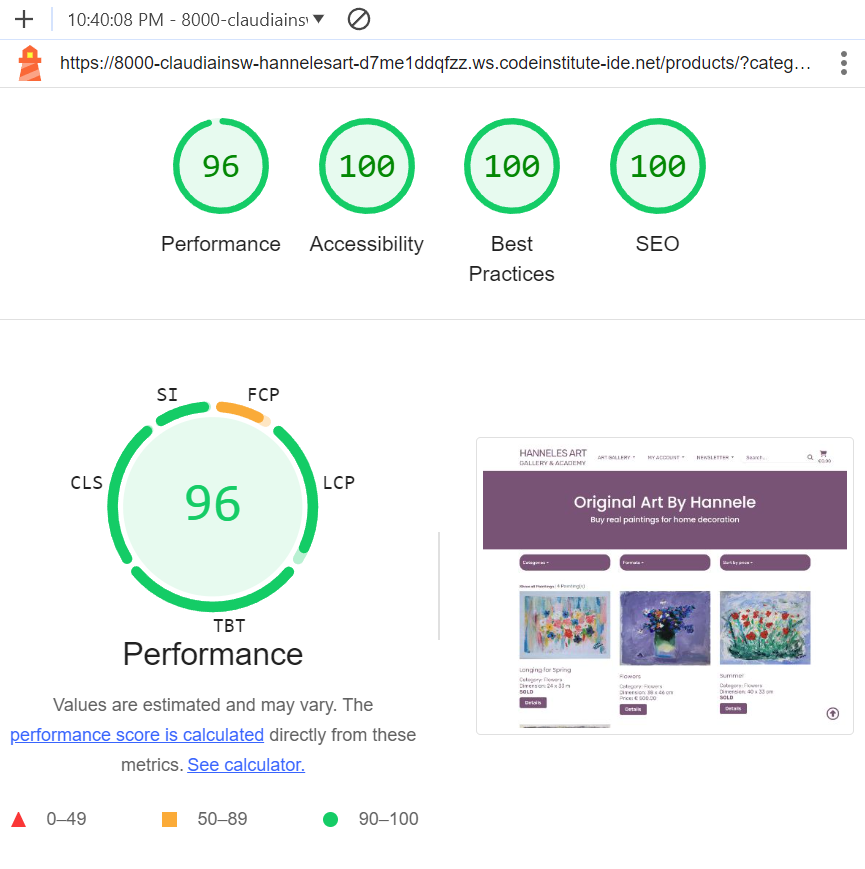 10:40:08 PM - 8000-claudiains
https://8000-claudiainsw-hannelesart-d7me1ddqfzz.ws.codeinstitute-ide.net/products/?categ…
96 100 100 100
Performance Accessibility Best Practices SEO
SI FCP
CLS LCP
96
TBT
Performance
Values are estimated and may vary. The
performance score is calculated directly from these
metrics. See calculator.
0–49 50–89 90–100
HANNELES ART
GALLERY & ACADEMY
ART GALLERY MY ACCOUNT NEWSLETTER Search... €0.00
Original Art By Hannele
Buy real paintings for home decoration
Categories Formats Sort by price
Show all Paintings | 4 Painting(s)
Longing for Spring
Category: Flowers
Dimension: 24 x 33 m
SOLD
Details
Flowers
Category: Flowers
Dimension: 38 x 46 cm
Details
Summer
Category: Flowers
Dimension: 40 x 33 cm
SOLD
Details